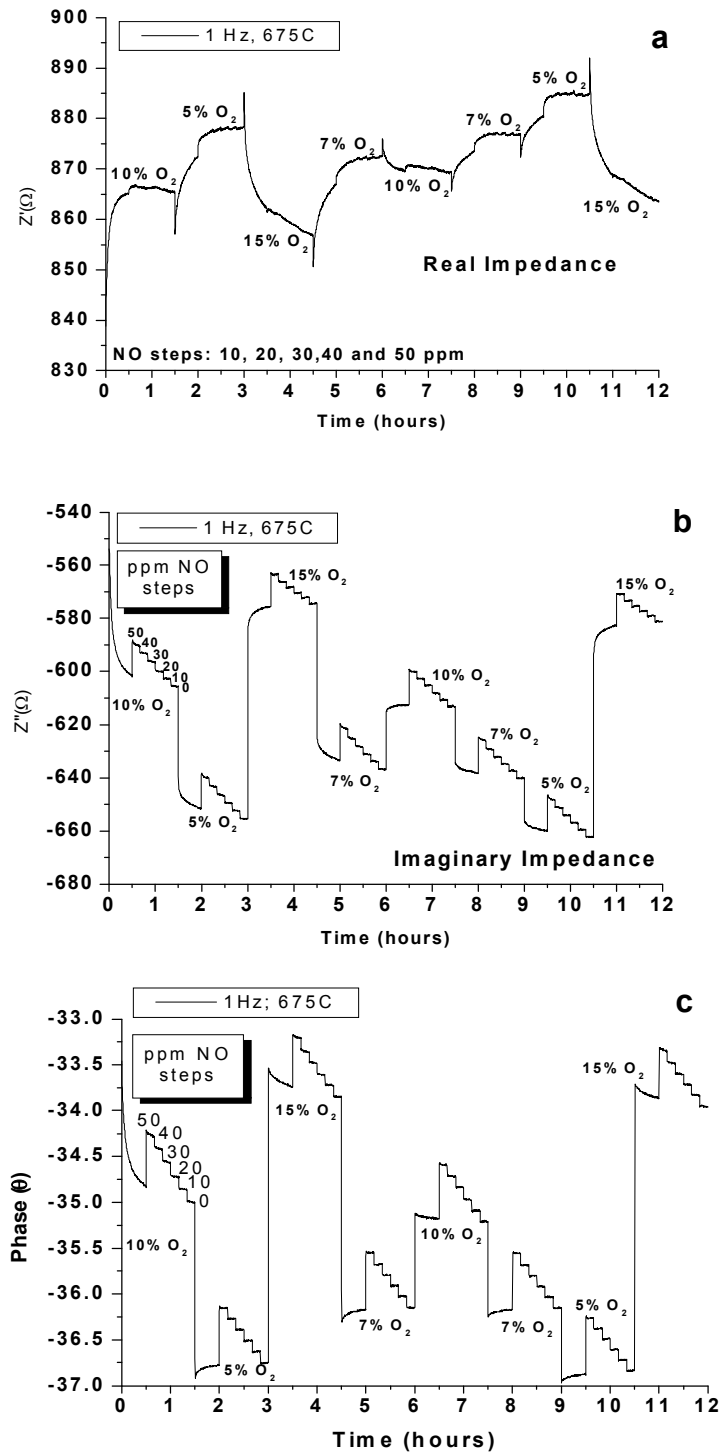 a
1 Hz, 675C
900
890
880
870
860
850
840
830
Z'(Ω)
10% O2
5% O2
15% O2
7% O2
10% O2
7% O2
5% O2
15% O2
Real Impedance
NO steps: 10, 20, 30,40 and 50 ppm
0 1 2 3 4 5 6 7 8 9 10 11 12
Time (hours)
b
1 Hz, 675C
ppm NO
steps
-540
-560
-580
-600
-620
-640
-660
-680
Z''(Ω)
50
40
30
20
10
0
10% O2
5% O2
15% O2
7% O2
10% O2
7% O2
5% O2
15% O2
Imaginary Impedance
0 1 2 3 4 5 6 7 8 9 10 11 12
Time (hours)
c
1Hz; 675C
ppm NO
steps
-33.0
-33.5
-34.0
-34.5
-35.0
-35.5
-36.0
-36.5
-37.0
Phase (θ)
50
40
30
20
10
0
10% O2
5% O2
15% O2
7% O2
10% O2
7% O2
5% O2
15% O2
0 1 2 3 4 5 6 7 8 9 10 11 12
Time (hours)